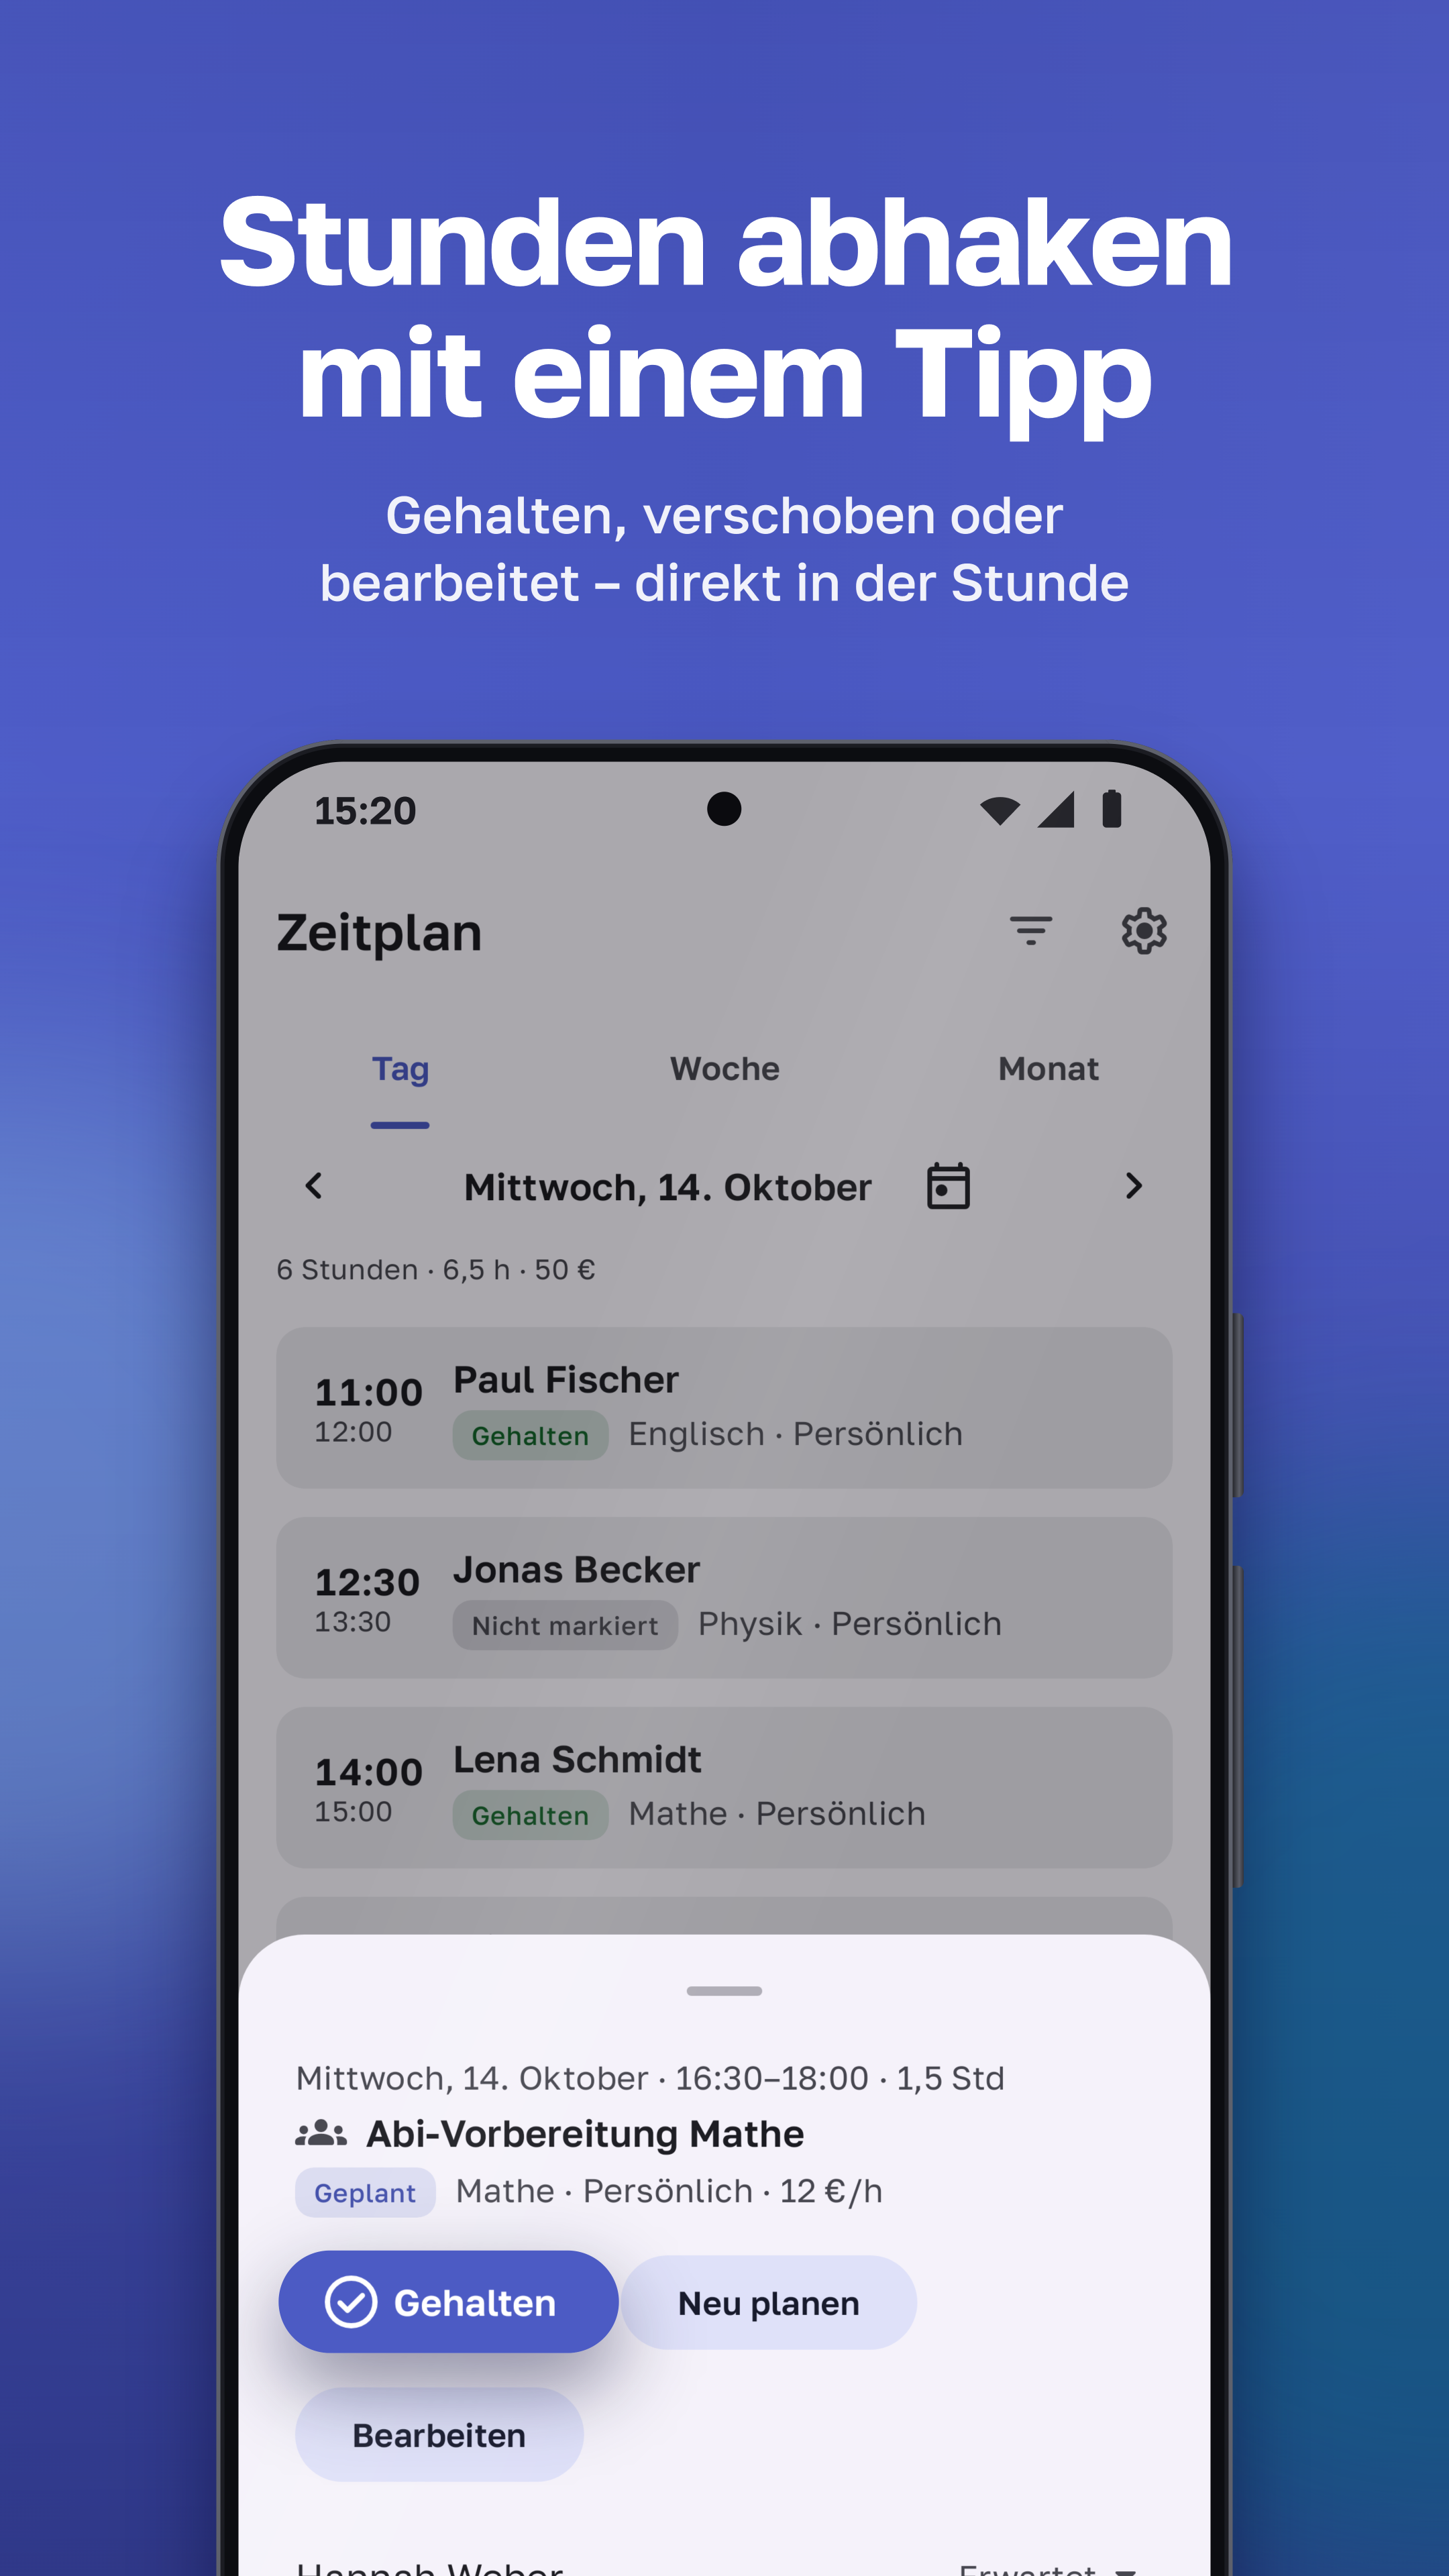 Stunden abhaken
mit einem Tipp
Gehalten, verschoben oder
bearbeitet – direkt in der Stunde
15:20
Zeitplan
Tag Woche Monat
Mittwoch, 14. Oktober
6 Stunden · 6,5 h · 50 €
11:00 Paul Fischer
12:00 Gehalten Englisch · Persönlich
12:30 Jonas Becker
13:30 Nicht markiert Physik · Persönlich
14:00 Lena Schmidt
15:00 Gehalten Mathe · Persönlich
Mittwoch, 14. Oktober · 16:30–18:00 · 1,5 Std
Abi-Vorbereitung Mathe
Geplant Mathe · Persönlich · 12 €/h
Gehalten Neu planen
Bearbeiten
Hannah Weber Erwartet